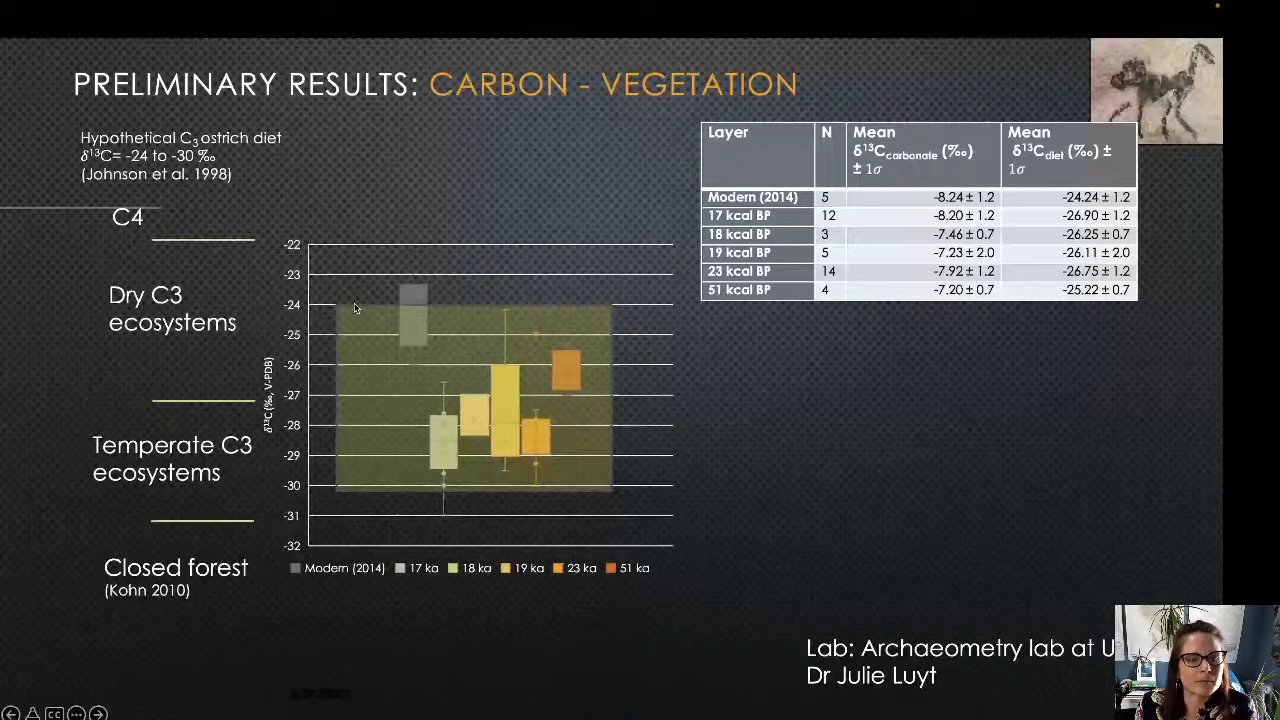 PRELIMINARY RESULTS: CARBON - VEGETATION
Hypothetical C3 ostrich diet
δ¹³C= -24 to -30 ‰
(Johnson et al. 1998)
C4
Dry C3
ecosystems
Temperate C3
ecosystems
Closed forest
(Kohn 2010)
δ¹³C (‰, V-PDB)
-22
-23
-24
-25
-26
-27
-28
-29
-30
-31
-32
Modern (2014) 17 ka 18 ka 19 ka 23 ka 51 ka
Layer N Mean δ¹³Ccarbonate (‰) ± 1σ Mean δ¹³Cdiet (‰) ± 1σ
Modern (2014) 5 -8.24 ± 1.2 -24.24 ± 1.2
17 kcal BP 12 -8.20 ± 1.2 -26.90 ± 1.2
18 kcal BP 3 -7.46 ± 0.7 -26.25 ± 0.7
19 kcal BP 5 -7.23 ± 2.0 -26.11 ± 2.0
23 kcal BP 14 -7.92 ± 1.2 -26.75 ± 1.2
51 kcal BP 4 -7.20 ± 0.7 -25.22 ± 0.7
Lab: Archaeometry lab at U
Dr Julie Luyt